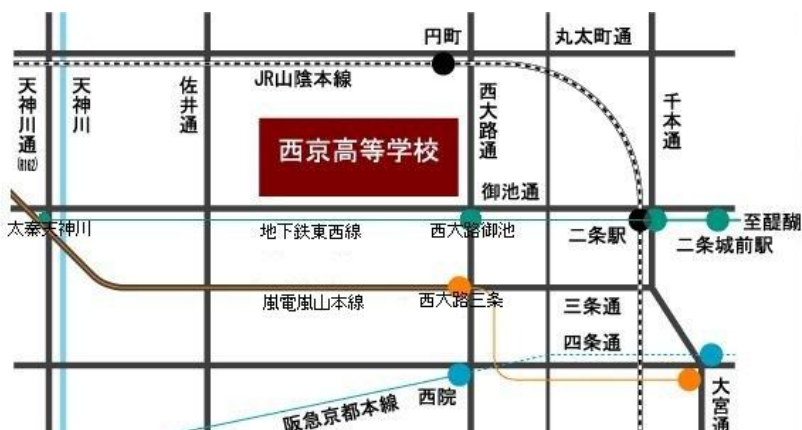 円町
丸太町通
JR山陰本線
天神川通
(R162)
天神川
佐井通
西大路通
千本通
西京高等学校
御池通
太秦天神川
地下鉄東西線
西大路御池
二条駅
至醍醐
二条城前駅
嵐電嵐山本線
西大路三条
三条通
四条通
阪急京都本線
西院
大宮通